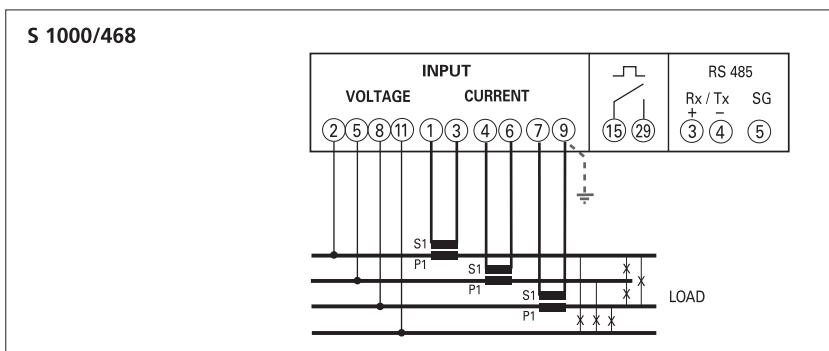 S 1000/468
INPUT
VOLTAGE CURRENT
2 5 8 11 1 3 4 6 7 9
15 29
RS 485
Rx / Tx SG
+ −
3 4 5
S1
P1
S1
P1
S1
P1
LOAD